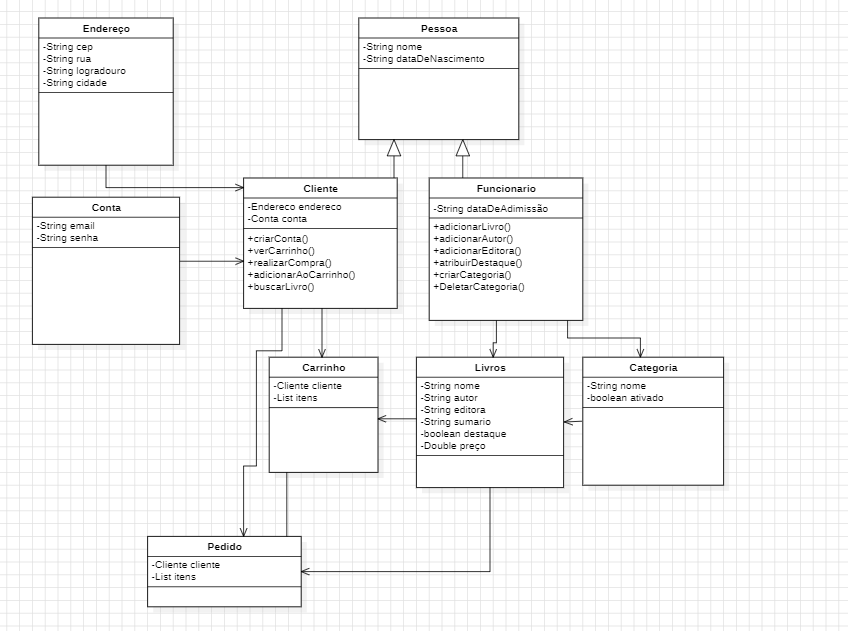 Endereço
-String cep
-String rua
-String logradouro
-String cidade
Pessoa
-String nome
-String dataDeNascimento
Conta
-String email
-String senha
Cliente
-Endereco endereco
-Conta conta
+criarConta()
+verCarrinho()
+realizarCompra()
+adicionarAoCarrinho()
+buscarLivro()
Funcionario
-String dataDeAdimissão
+adicionarLivro()
+adicionarAutor()
+adicionarEditora()
+atribuirDestaque()
+criarCategoria()
+DeletarCategoria()
Carrinho
-Cliente cliente
-List itens
Livros
-String nome
-String autor
-String editora
-String sumario
-boolean destaque
-Double preço
Categoria
-String nome
-boolean ativado
Pedido
-Cliente cliente
-List itens